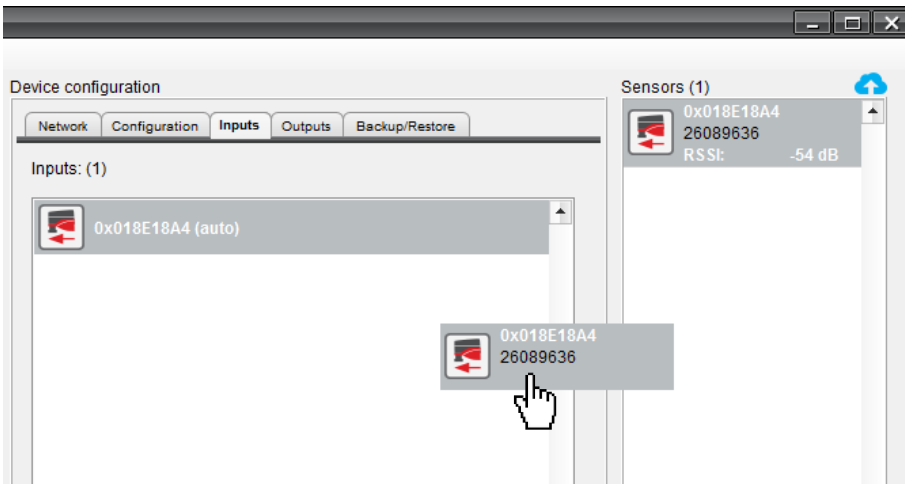 Device configuration
Network Configuration Inputs Outputs Backup/Restore
Inputs: (1)
0x018E18A4 (auto)
0x018E18A4
26089636
Sensors (1)
0x018E18A4
26089636
RSSI: -54 dB